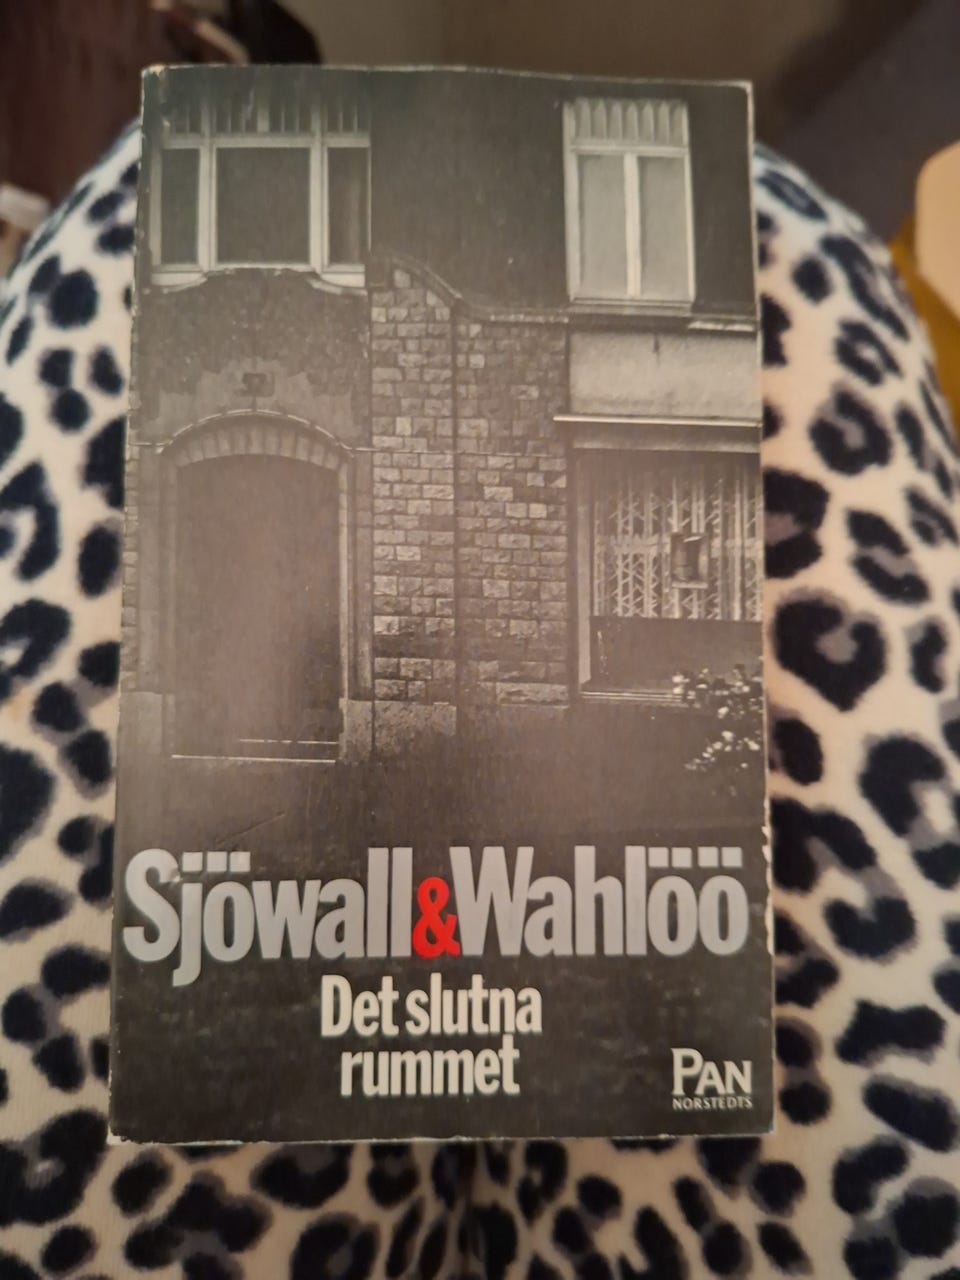 Sjöwall&Wahlöö
Det slutna
rummet
PAN
NORSTEDTS